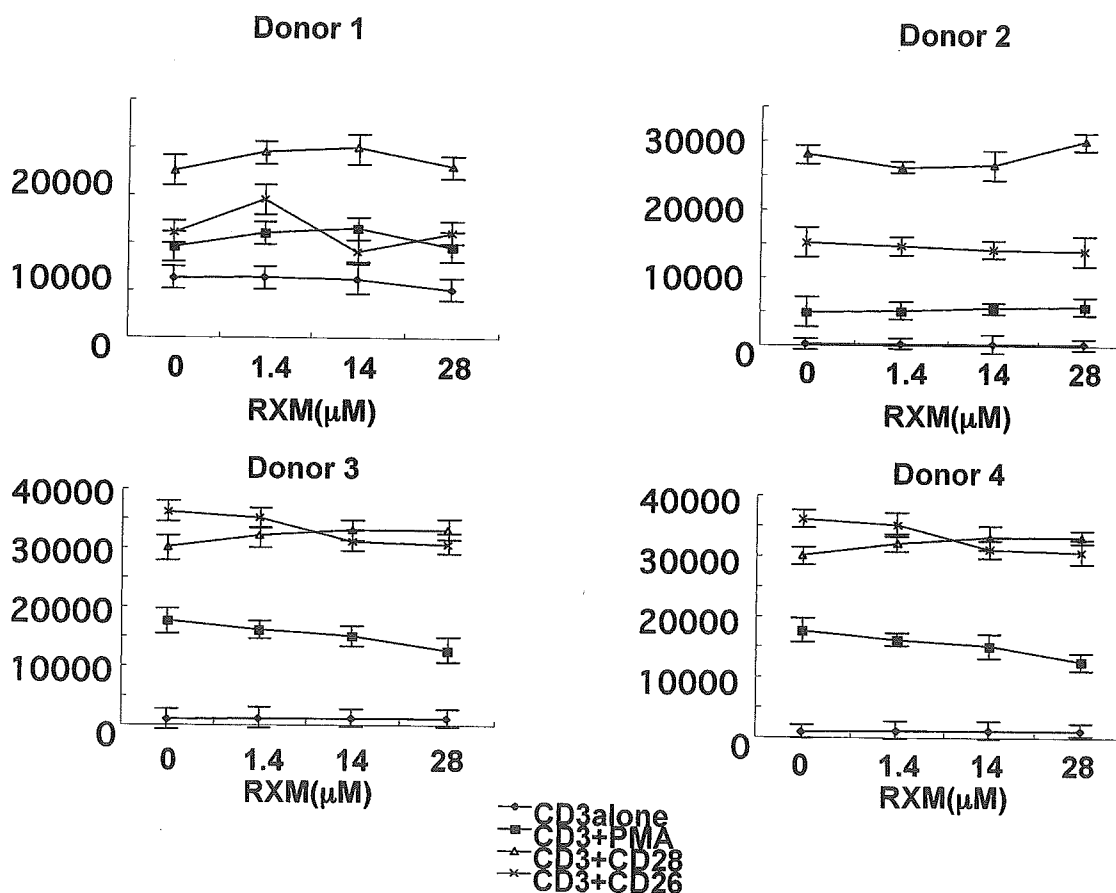 Donor 1
20000
10000
0
0 1.4 14 28
RXM(μM)
Donor 2
30000
20000
10000
0
0 1.4 14 28
RXM(μM)
Donor 3
40000
30000
20000
10000
0
0 1.4 14 28
RXM(μM)
Donor 4
40000
30000
20000
10000
0
0 1.4 14 28
RXM(μM)
CD3alone
CD3+PMA
CD3+CD28
CD3+CD26